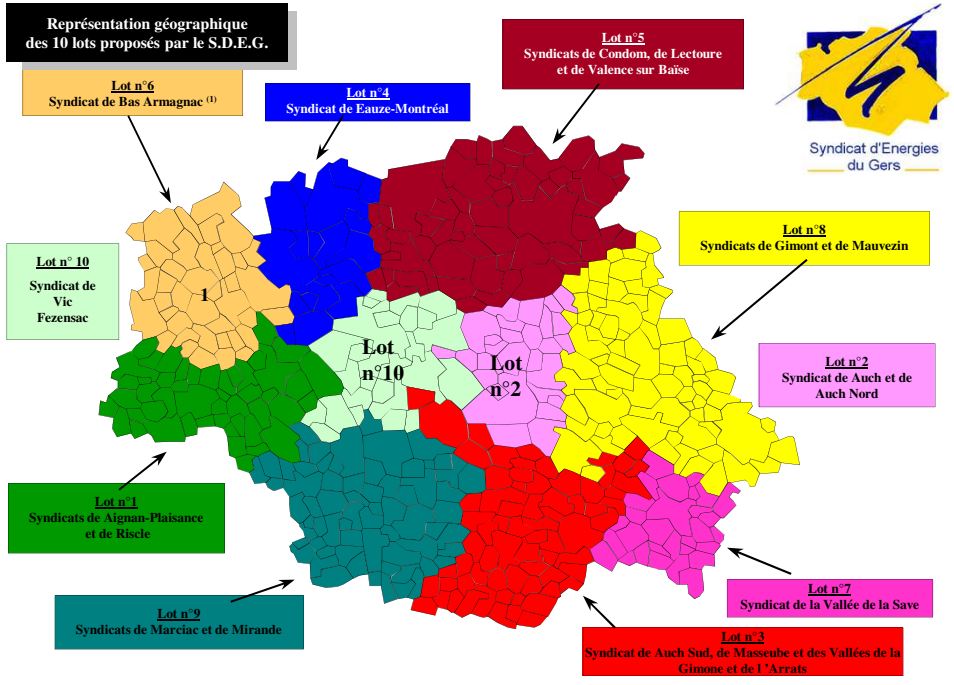 Représentation géographique
des 10 lots proposés par le S.D.E.G.
Lot n°6
Syndicat de Bas Armagnac (1)
Lot n°4
Syndicat de Eauze-Montréal
Lot n°5
Syndicats de Condom, de Lectoure
et de Valence sur Baïse
Syndicat d'Energies
du Gers
Lot n° 10
Syndicat de
Vic
Fezensac
Lot n°8
Syndicats de Gimont et de Mauvezin
1
Lot
n°10
Lot
n°2
Lot n°2
Syndicat de Auch et de
Auch Nord
Lot n°1
Syndicats de Aignan-Plaisance
et de Riscle
Lot n°7
Syndicat de la Vallée de la Save
Lot n°9
Syndicats de Marciac et de Mirande
Lot n°3
Syndicat de Auch Sud, de Masseube et des Vallées de la
Gimone et de l 'Arrats